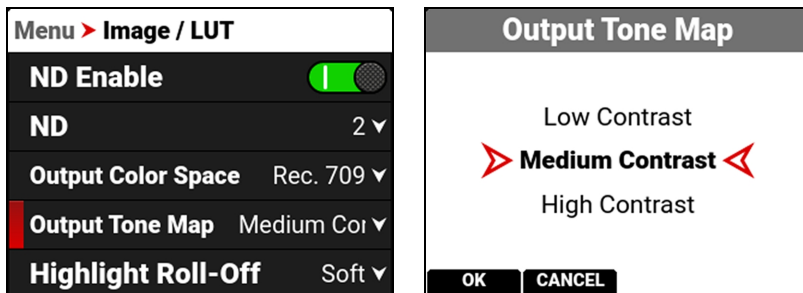 Menu > Image / LUT
ND Enable
ND 2
Output Color Space Rec. 709
Output Tone Map Medium Cor
Highlight Roll-Off Soft
Output Tone Map
Low Contrast
Medium Contrast
High Contrast
OK CANCEL